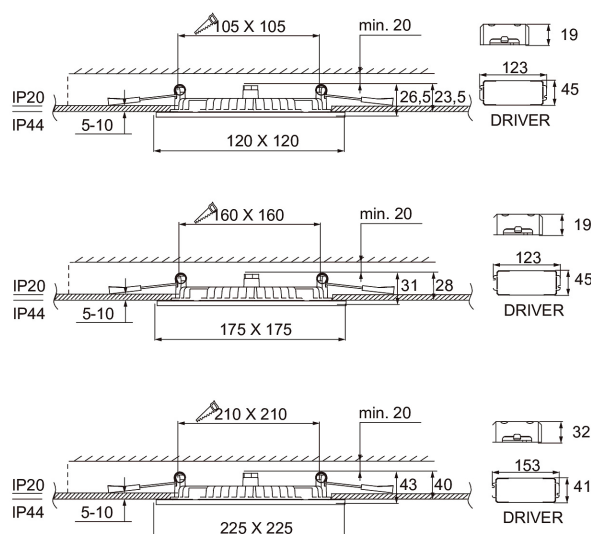 105 X 105
min. 20
19
123
IP20
26,5
23,5
45
IP44
5-10
DRIVER
120 X 120
160 X 160
min. 20
19
123
IP20
31
28
45
IP44
5-10
DRIVER
175 X 175
210 X 210
min. 20
32
153
IP20
43
40
41
IP44
5-10
DRIVER
225 X 225